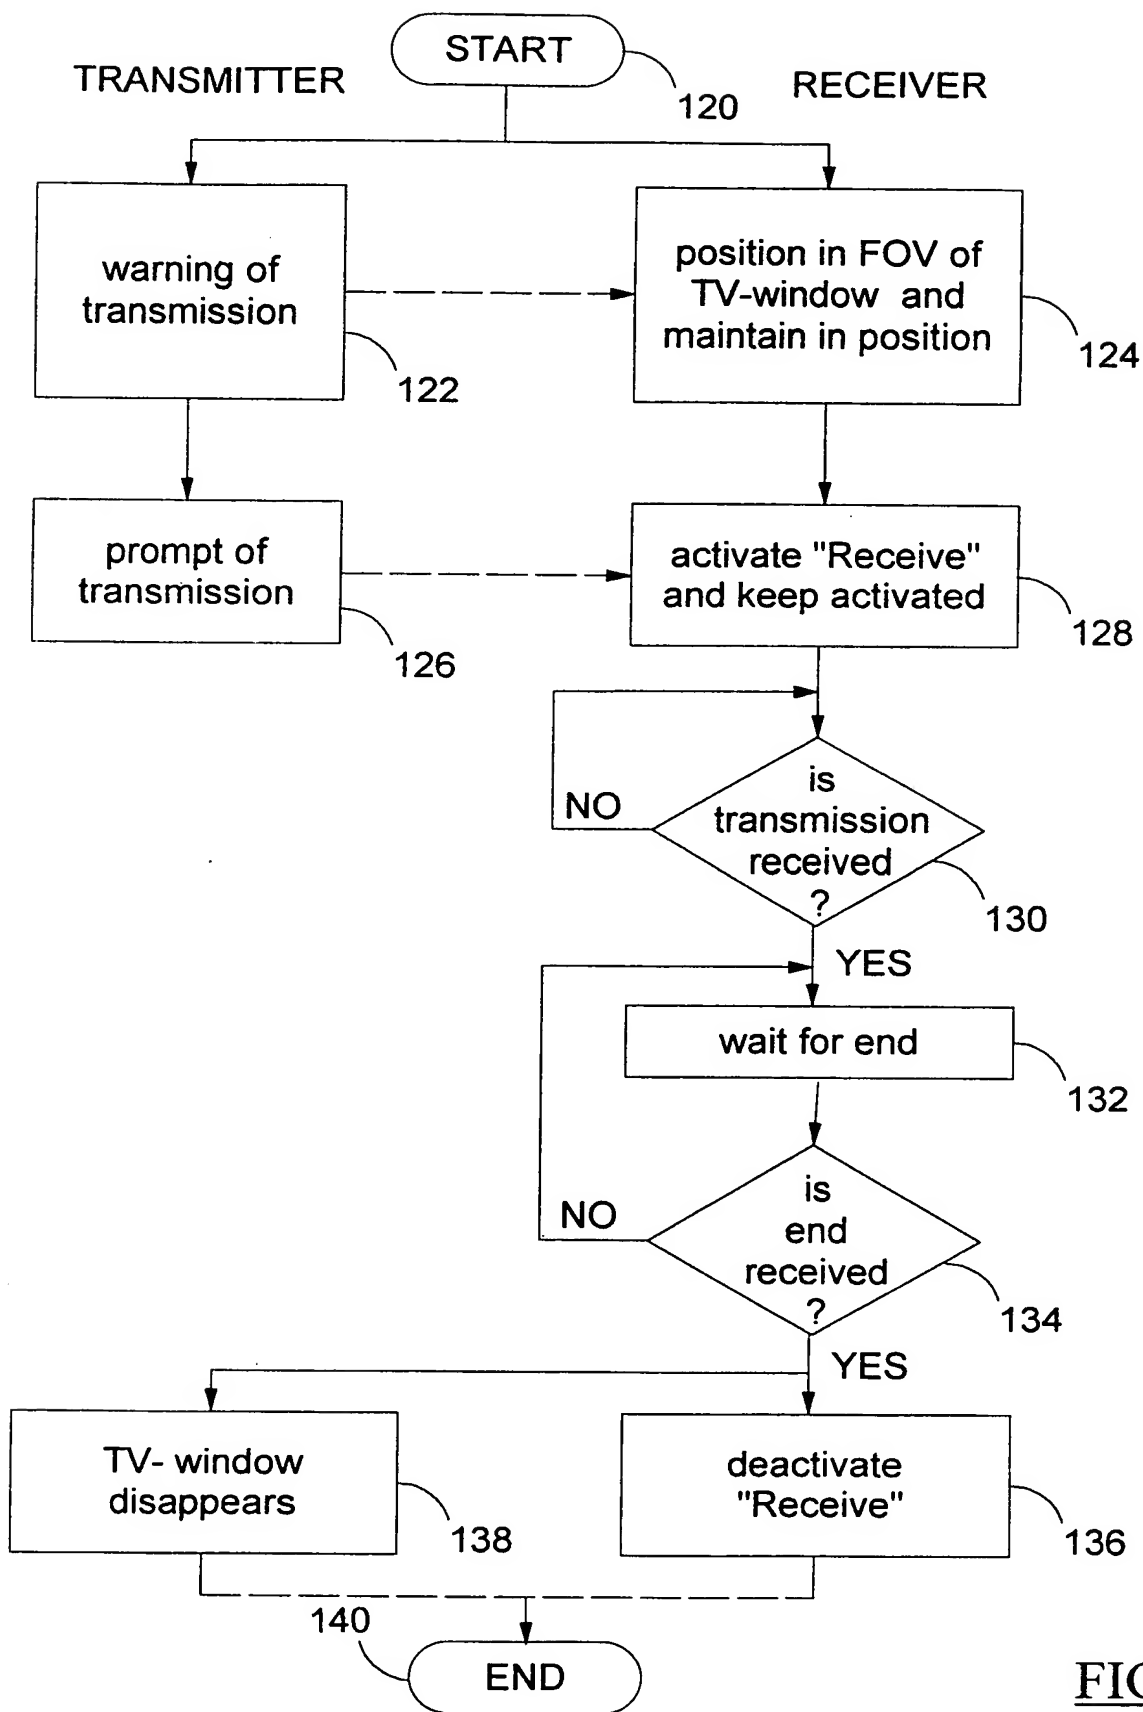 START
TRANSMITTER
RECEIVER
120
warning of
transmission
122
position in FOV of
TV-window and
maintain in position
124
prompt of
transmission
126
activate "Receive"
and keep activated
128
is
transmission
received
?
NO
130
YES
wait for end
132
is
end
received
?
NO
134
YES
TV- window
disappears
138
deactivate
"Receive"
136
140
END